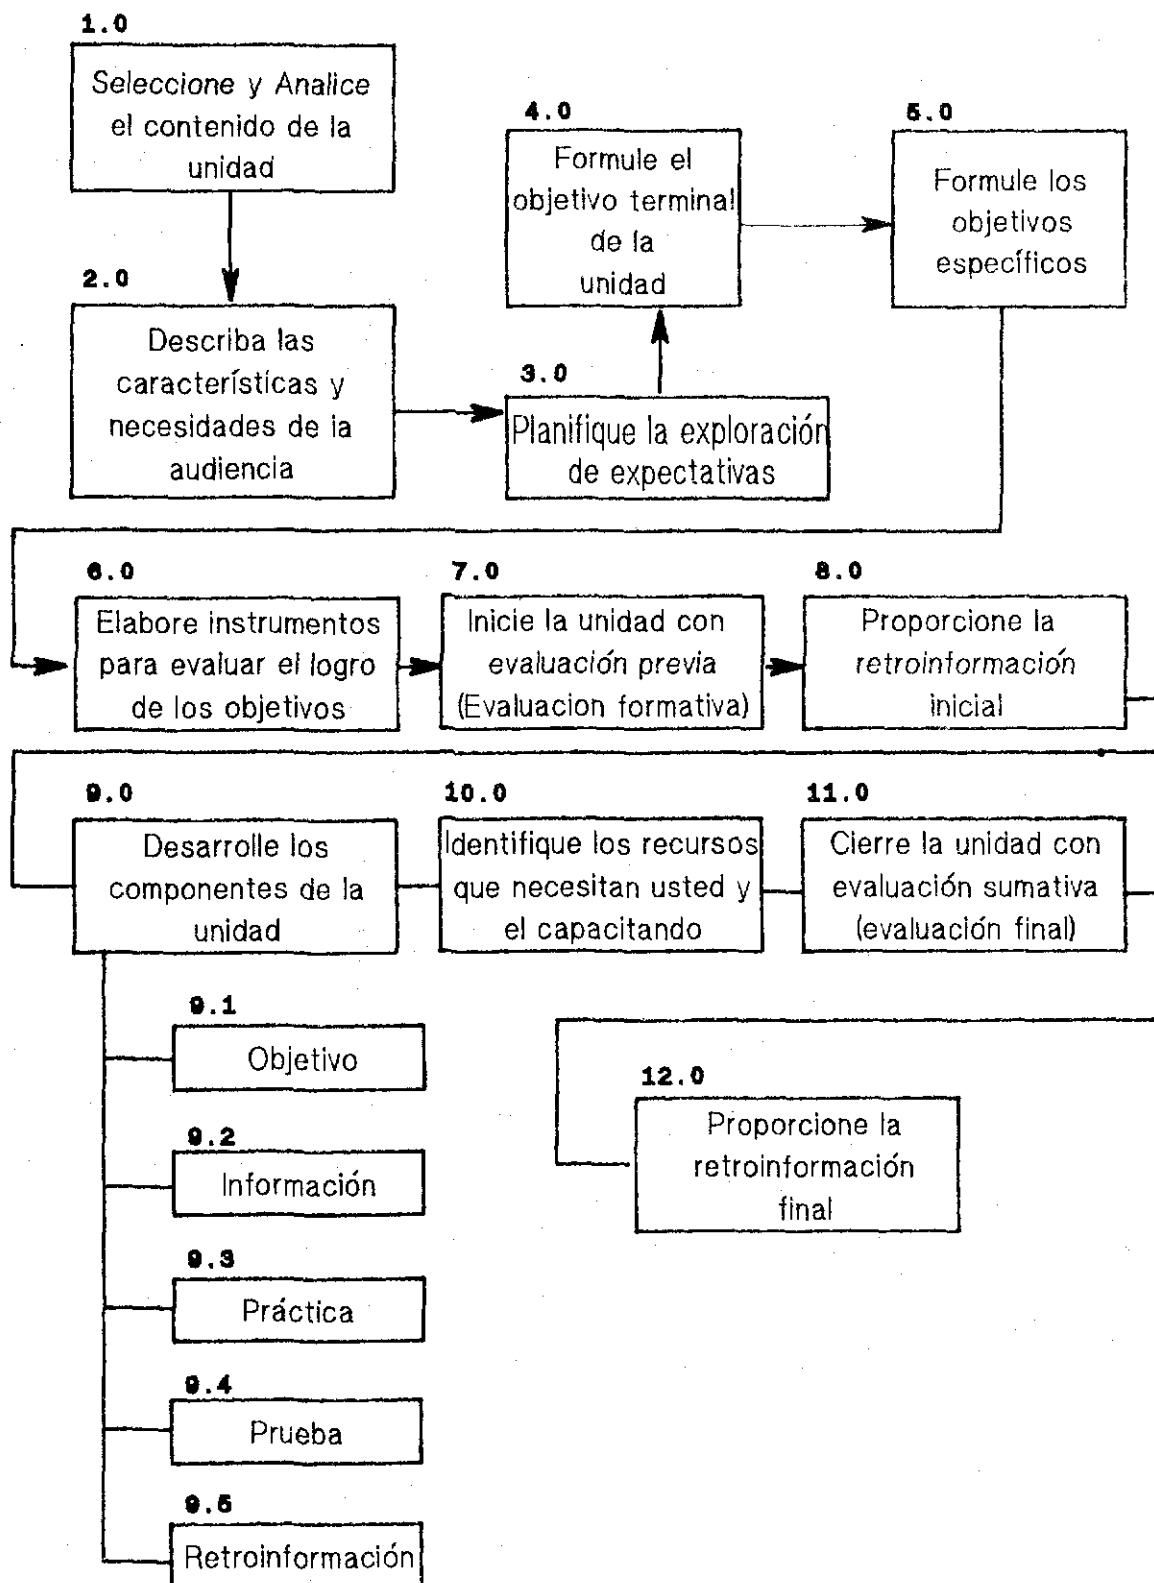 1.0
Seleccione y Analice
el contenido de la
unidad
2.0
Describa las
características y
necesidades de la
audiencia
3.0
Planifique la exploración
de expectativas
4.0
Formule el
objetivo terminal
de la
unidad
5.0
Formule los
objetivos
específicos
6.0
Elabore instrumentos
para evaluar el logro
de los objetivos
7.0
Inicie la unidad con
evaluación previa
(Evaluacion formativa)
8.0
Proporcione la
retroinformación
inicial
9.0
Desarrolle los
componentes de la
unidad
9.1
Objetivo
9.2
Información
9.3
Práctica
9.4
Prueba
9.5
Retroinformación
10.0
Identifique los recursos
que necesitan usted y
el capacitando
11.0
Cierre la unidad con
evaluación sumativa
(evaluación final)
12.0
Proporcione la
retroinformación
final